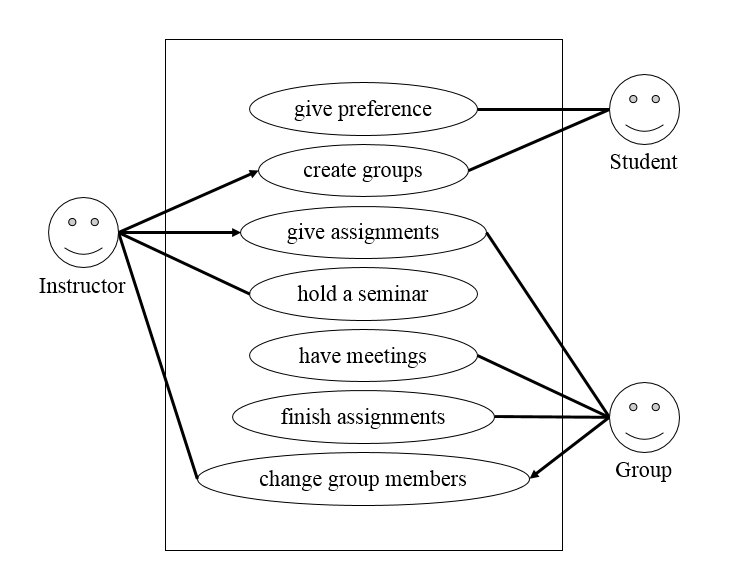 give preference
create groups
Student
give assignments
Instructor
hold a seminar
have meetings
finish assignments
Group
change group members